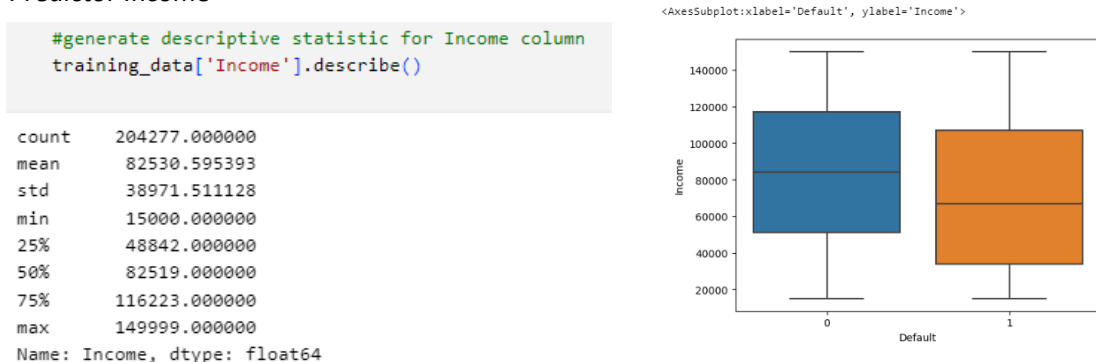 #generate descriptive statistic for Income column
training_data['Income'].describe()
count 204277.000000
mean 82530.595393
std 38971.511128
min 15000.000000
25% 48842.000000
50% 82519.000000
75% 116223.000000
max 149999.000000
Name: Income, dtype: float64
<AxesSubplot:xlabel='Default', ylabel='Income'>
140000
120000
100000
80000
60000
40000
20000
Income
0 1
Default